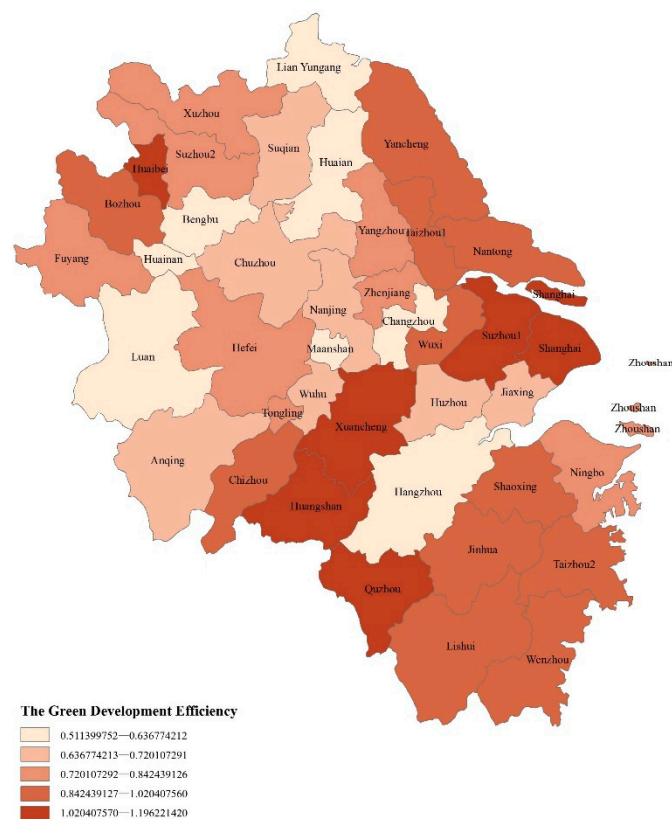 Lian Yungang
Xuzhou
Yancheng
Suqian
Suzhou2
Huaian
Huaibei
Bozhou
Bengbu
Yangzhou
Taizhou1
Nantong
Fuyang
Huainan
Chuzhou
Zhenjiang
Shanghai
Nanjing
Changzhou
Suzhou1
Wuxi
Shanghai
Luan
Hefei
Maanshan
Zhoushan
Wuhu
Jiaxing
Huzhou
Tongling
Zhoushan
Xuancheng
Zhoushan
Anqing
Ningbo
Chizhou
Shaoxing
Hangzhou
Huangshan
Jinhua
Taizhou2
Quzhou
Lishui
Wenzhou
The Green Development Efficiency
0.511399752—0.636774212
0.636774213—0.720107291
0.720107292—0.842439126
0.842439127—1.020407560
1.020407570—1.196221420